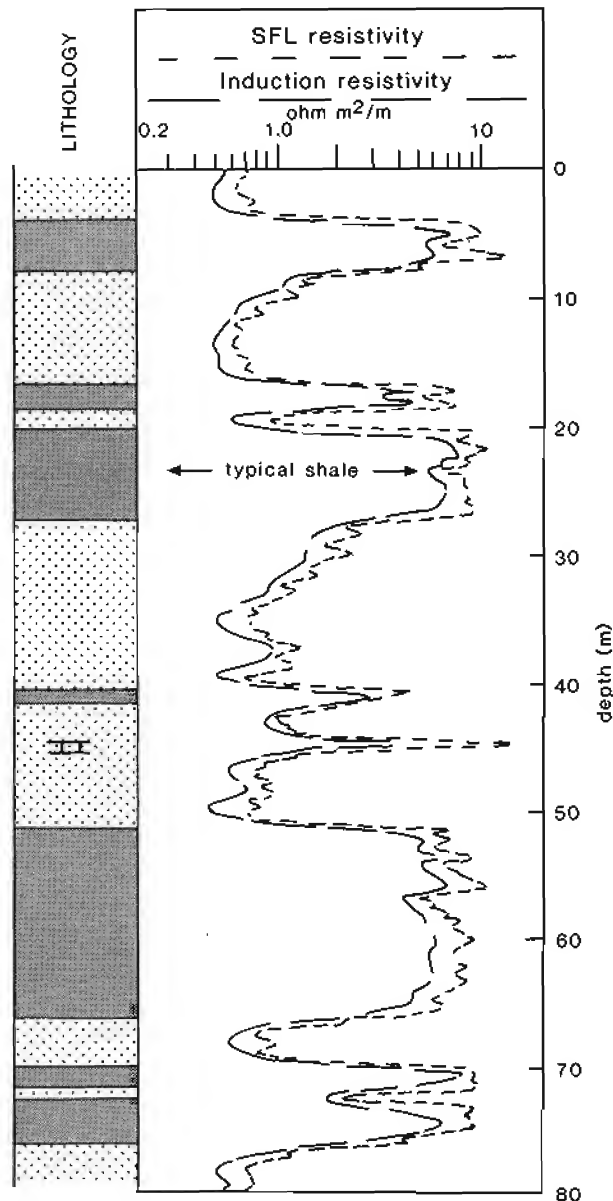 LITHOLOGY
SFL resistivity
Induction resistivity
ohm m²/m
0.2 1.0 10
0
10
20
typical shale
30
40
50
60
70
80
depth (m)